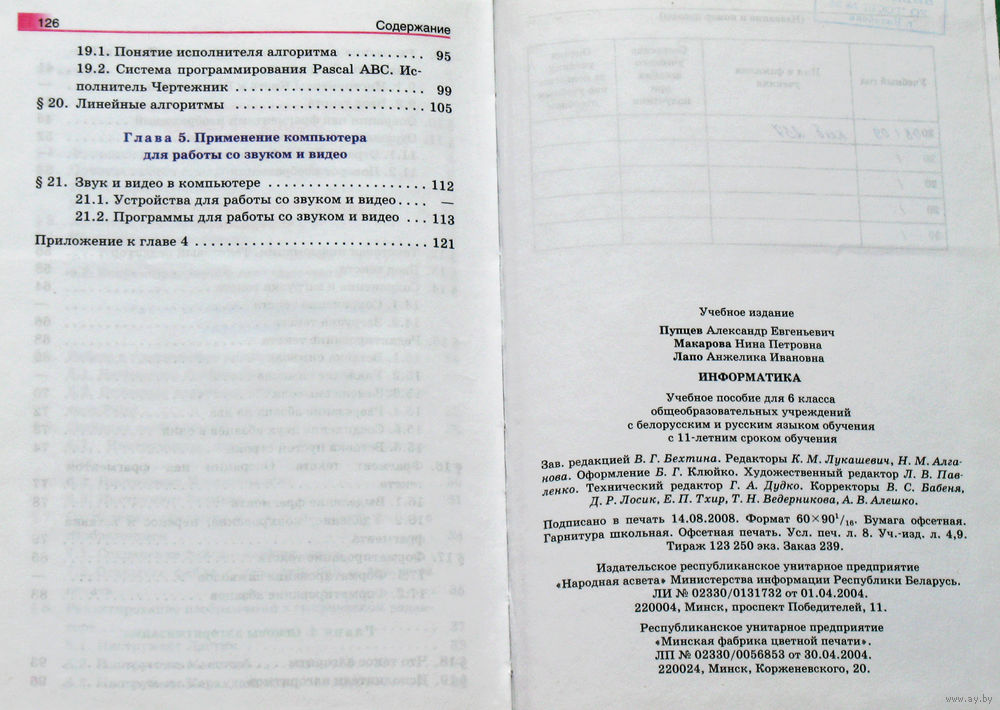 126
Содержание
19.1. Понятие исполнителя алгоритма .......... 95
19.2. Система программирования Pascal ABC. Ис-
полнитель Чертежник ........................ 99
§ 20. Линейные алгоритмы ........................ 105
Глава 5. Применение компьютера
для работы со звуком и видео
§ 21. Звук и видео в компьютере .................... 112
21.1. Устройства для работы со звуком и видео.... —
21.2. Программы для работы со звуком и видео ... 113
Приложение к главе 4 .............................. 121
Учебное издание
Пупцев Александр Евгеньевич
Макарова Нина Петровна
Лапо Анжелика Ивановна
ИНФОРМАТИКА
Учебное пособие для 6 класса
общеобразовательных учреждений
с белорусским и русским языком обучения
с 11-летним сроком обучения
Зав. редакцией В. Г. Бехтина. Редакторы К. М. Лукашевич, Н. М. Алга-
нова. Оформление Б. Г. Клюйко. Художественный редактор Л. В. Пав-
ленко. Технический редактор Г. А. Дудко. Корректоры В. С. Бабеня,
Д. Р. Лосик, Е. П. Тхир, Т. Н. Ведерникова, А. В. Алешко.
Подписано в печать 14.08.2008. Формат 60×90¹/₁₆. Бумага офсетная.
Гарнитура школьная. Офсетная печать. Усл. печ. л. 8. Уч.-изд. л. 4,9.
Тираж 123 250 экз. Заказ 239.
Издательское республиканское унитарное предприятие
«Народная асвета» Министерства информации Республики Беларусь.
ЛИ № 02330/0131732 от 01.04.2004.
220004, Минск, проспект Победителей, 11.
Республиканское унитарное предприятие
«Минская фабрика цветной печати».
ЛП № 02330/0056853 от 30.04.2004.
220024, Минск, Корженевского, 20.
www.ay.by